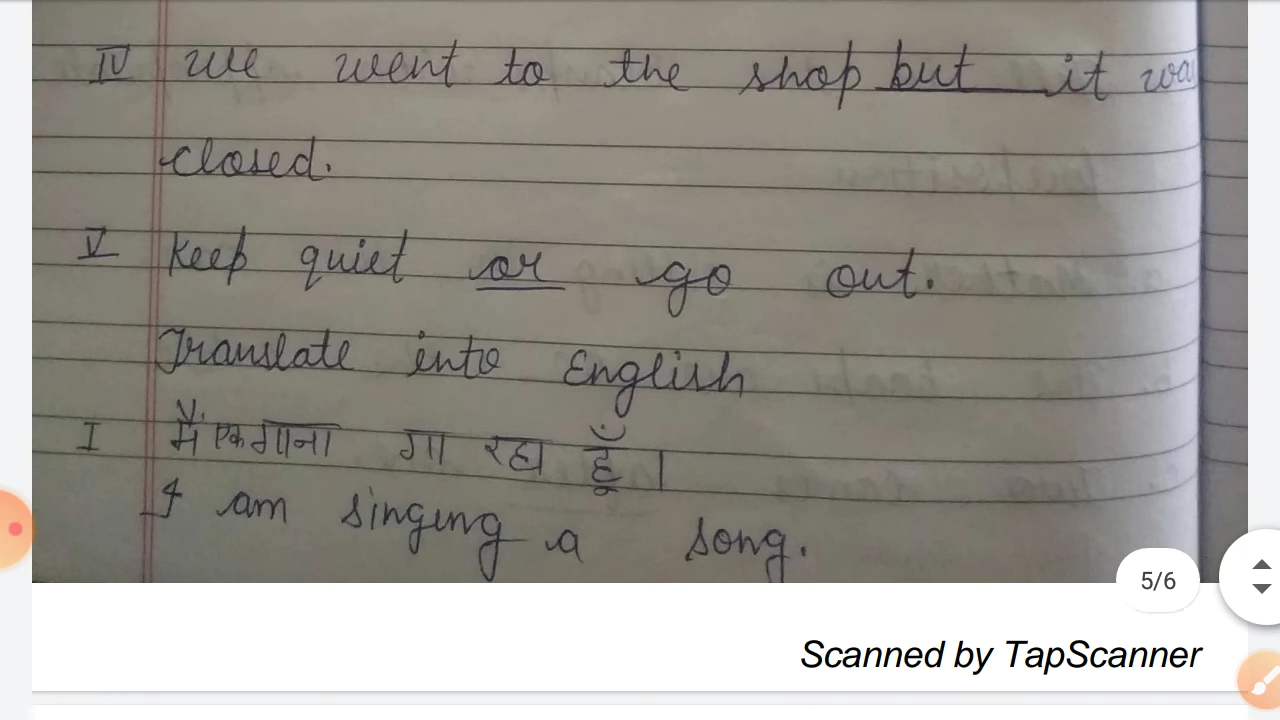 IV we went to the shop but it wa
closed.
V Keep quiet or go out.
Translate into English
I मैं एक गाना गा रहा हूँ।
I am singing a song.
5/6
Scanned by TapScanner